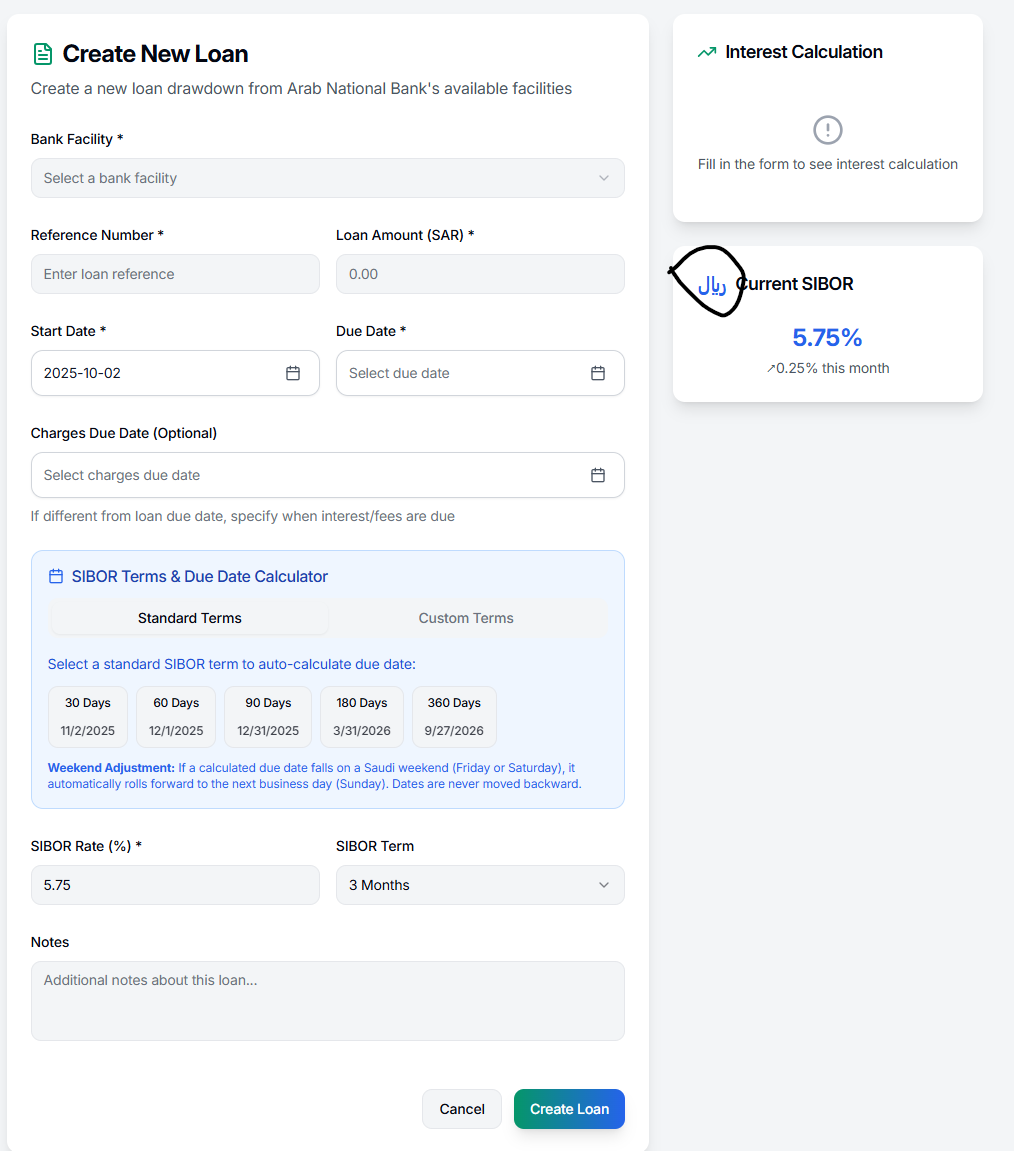 Create New Loan
Create a new loan drawdown from Arab National Bank's available facilities
Bank Facility *
Select a bank facility
Reference Number *
Loan Amount (SAR) *
Enter loan reference
0.00
Start Date *
Due Date *
2025-10-02
Select due date
Charges Due Date (Optional)
Select charges due date
If different from loan due date, specify when interest/fees are due
SIBOR Terms & Due Date Calculator
Standard Terms
Custom Terms
Select a standard SIBOR term to auto-calculate due date:
30 Days
60 Days
90 Days
180 Days
360 Days
11/2/2025
12/1/2025
12/31/2025
3/31/2026
9/27/2026
Weekend Adjustment: If a calculated due date falls on a Saudi weekend (Friday or Saturday), it
automatically rolls forward to the next business day (Sunday). Dates are never moved backward.
SIBOR Rate (%) *
SIBOR Term
5.75
3 Months
Notes
Additional notes about this loan...
Cancel
Create Loan
Interest Calculation
Fill in the form to see interest calculation
ریال Current SIBOR
5.75%
↗0.25% this month